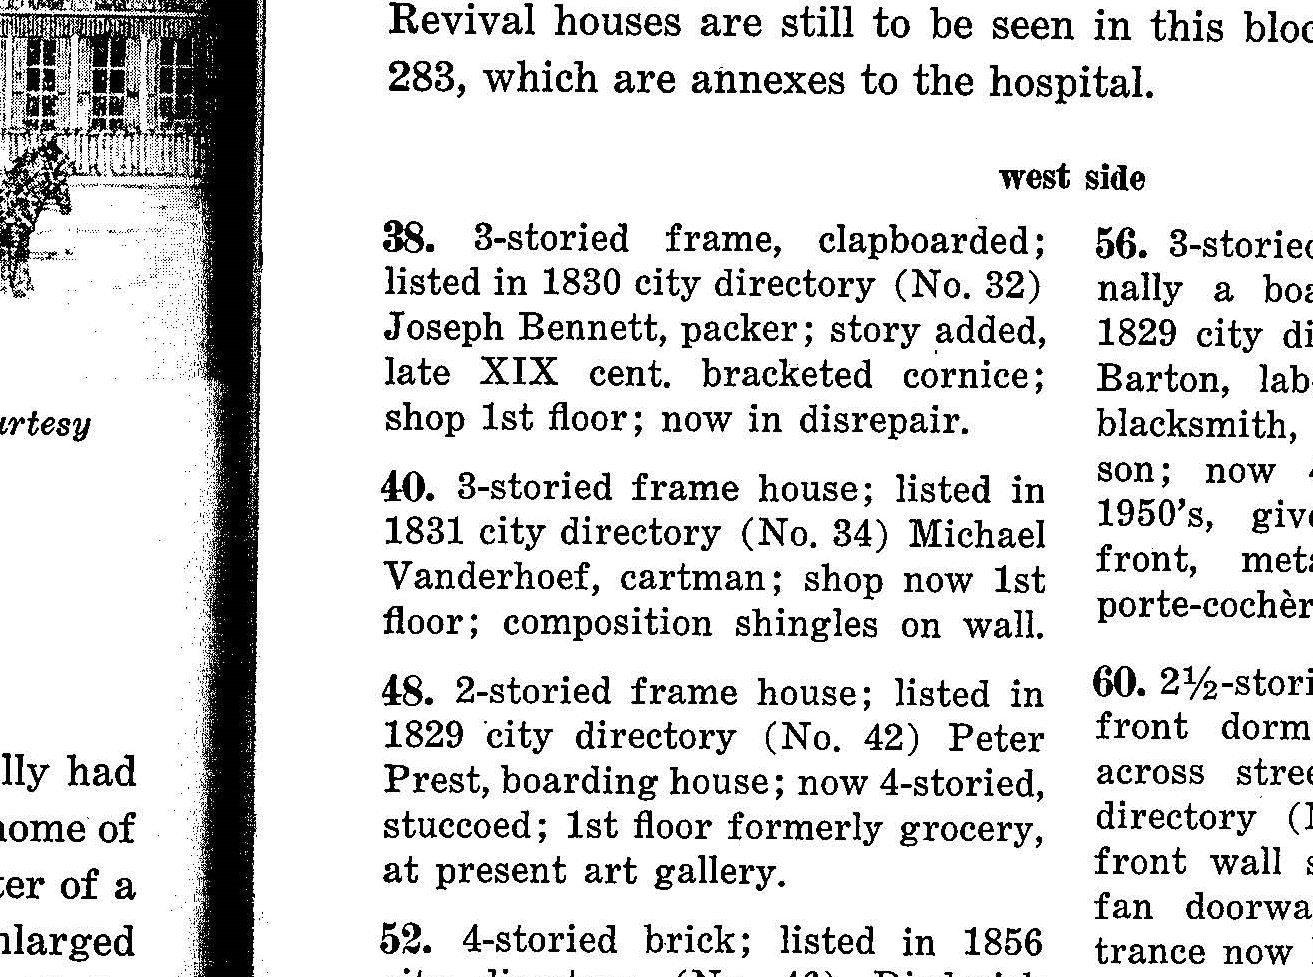 urtesy
lly had
ome of
ter of a
nlarged
Revival houses are still to be seen in this bloc
283, which are annexes to the hospital.
west side
38. 3-storied frame, clapboarded;
listed in 1830 city directory (No. 32)
Joseph Bennett, packer; story added,
late XIX cent. bracketed cornice;
shop 1st floor; now in disrepair.
40. 3-storied frame house; listed in
1831 city directory (No. 34) Michael
Vanderhoef, cartman; shop now 1st
floor; composition shingles on wall.
48. 2-storied frame house; listed in
1829 city directory (No. 42) Peter
Prest, boarding house; now 4-storied,
stuccoed; 1st floor formerly grocery,
at present art gallery.
52. 4-storied brick; listed in 1856
56. 3-storied
nally a boa
1829 city di
Barton, lab-
blacksmith,
son; now
1950's, give
front, meta
porte-cochèr
60. 2½-stori
front dorm
across stree
directory (
front wall s
fan doorwa
trance now